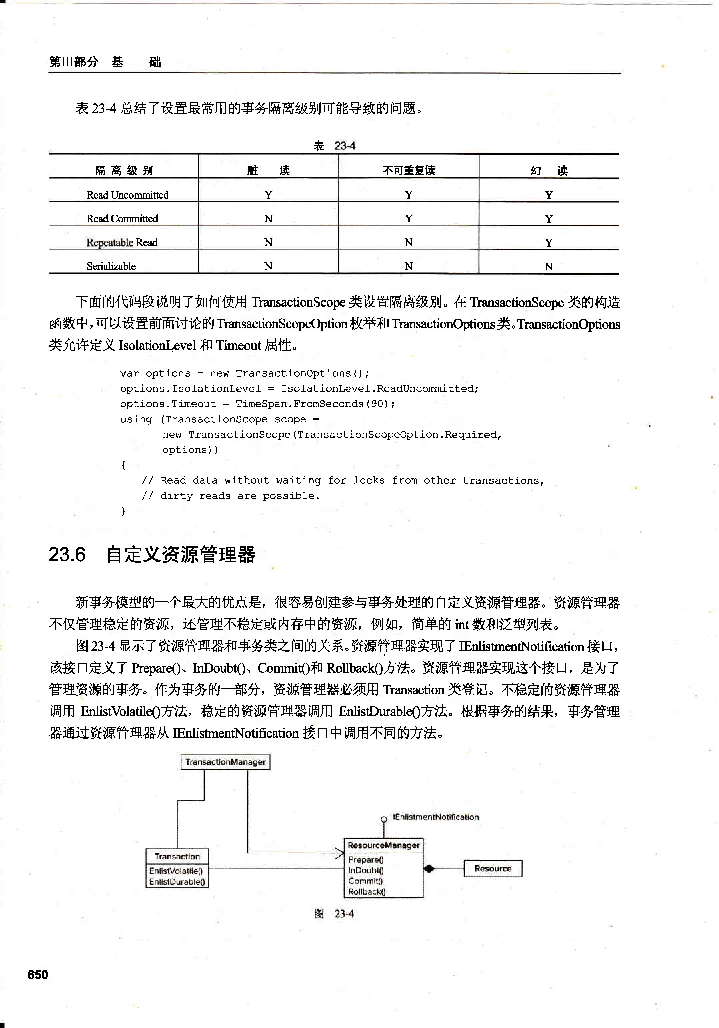 第III部分 基 础
表 23-4 总结了设置最常用的事务隔离级别可能导致的问题。
表 23-4
隔 离 级 别 脏 读 不可重复读 幻 读
Read Uncommitted Y Y Y
Read Committed N Y Y
Repeatable Read N N Y
Serializable N N N
下面的代码段说明了如何使用 TransactionScope 类设置隔离级别。在 TransactionScope 类的构造
函数中，可以设置前面讨论的 TransactionScopeOption 枚举和 TransactionOptions 类。TransactionOptions
类允许定义 IsolationLevel 和 Timeout 属性。
var options = new TransactionOptions();
options.IsolationLevel = IsolationLevel.ReadUncommitted;
options.Timeout = TimeSpan.FromSeconds(90);
using (TransactionScope scope =
new TransactionScope(TransactionScopeOption.Required,
options))
{
// Read data without waiting for locks from other transactions,
// dirty reads are possible.
}
23.6 自定义资源管理器
新事务模型的一个最大的优点是，很容易创建参与事务处理的自定义资源管理器。资源管理器
不仅管理稳定的资源，还管理不稳定或内存中的资源，例如，简单的 int 数和泛型列表。
图 23-4 显示了资源管理器和事务类之间的关系。资源管理器实现了 IEnlistmentNotification 接口，
该接口定义了 Prepare()、InDoubt()、Commit()和 Rollback()方法。资源管理器实现这个接口，是为了
管理资源的事务。作为事务的一部分，资源管理器必须用 Transaction 类登记。不稳定的资源管理器
调用 EnlistVolatile()方法，稳定的资源管理器调用 EnlistDurable()方法。根据事务的结果，事务管理
器通过资源管理器从 IEnlistmentNotification 接口中调用不同的方法。
TransactionManager
IEnlistmentNotification
Transaction
EnlistVolatile()
EnlistDurable()
ResourceManager
Prepare()
InDoubt()
Commit()
Rollback()
Resource
图 23-4
650